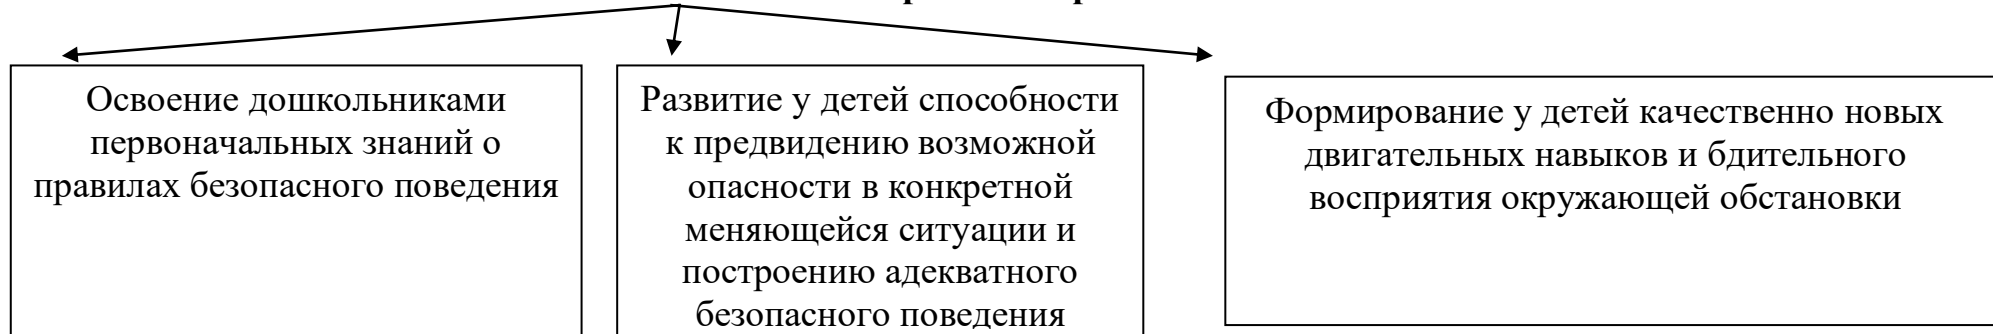 Освоение дошкольниками
первоначальных знаний о
правилах безопасного поведения
Развитие у детей способности
к предвидению возможной
опасности в конкретной
меняющейся ситуации и
построению адекватного
безопасного поведения
Формирование у детей качественно новых
двигательных навыков и бдительного
восприятия окружающей обстановки